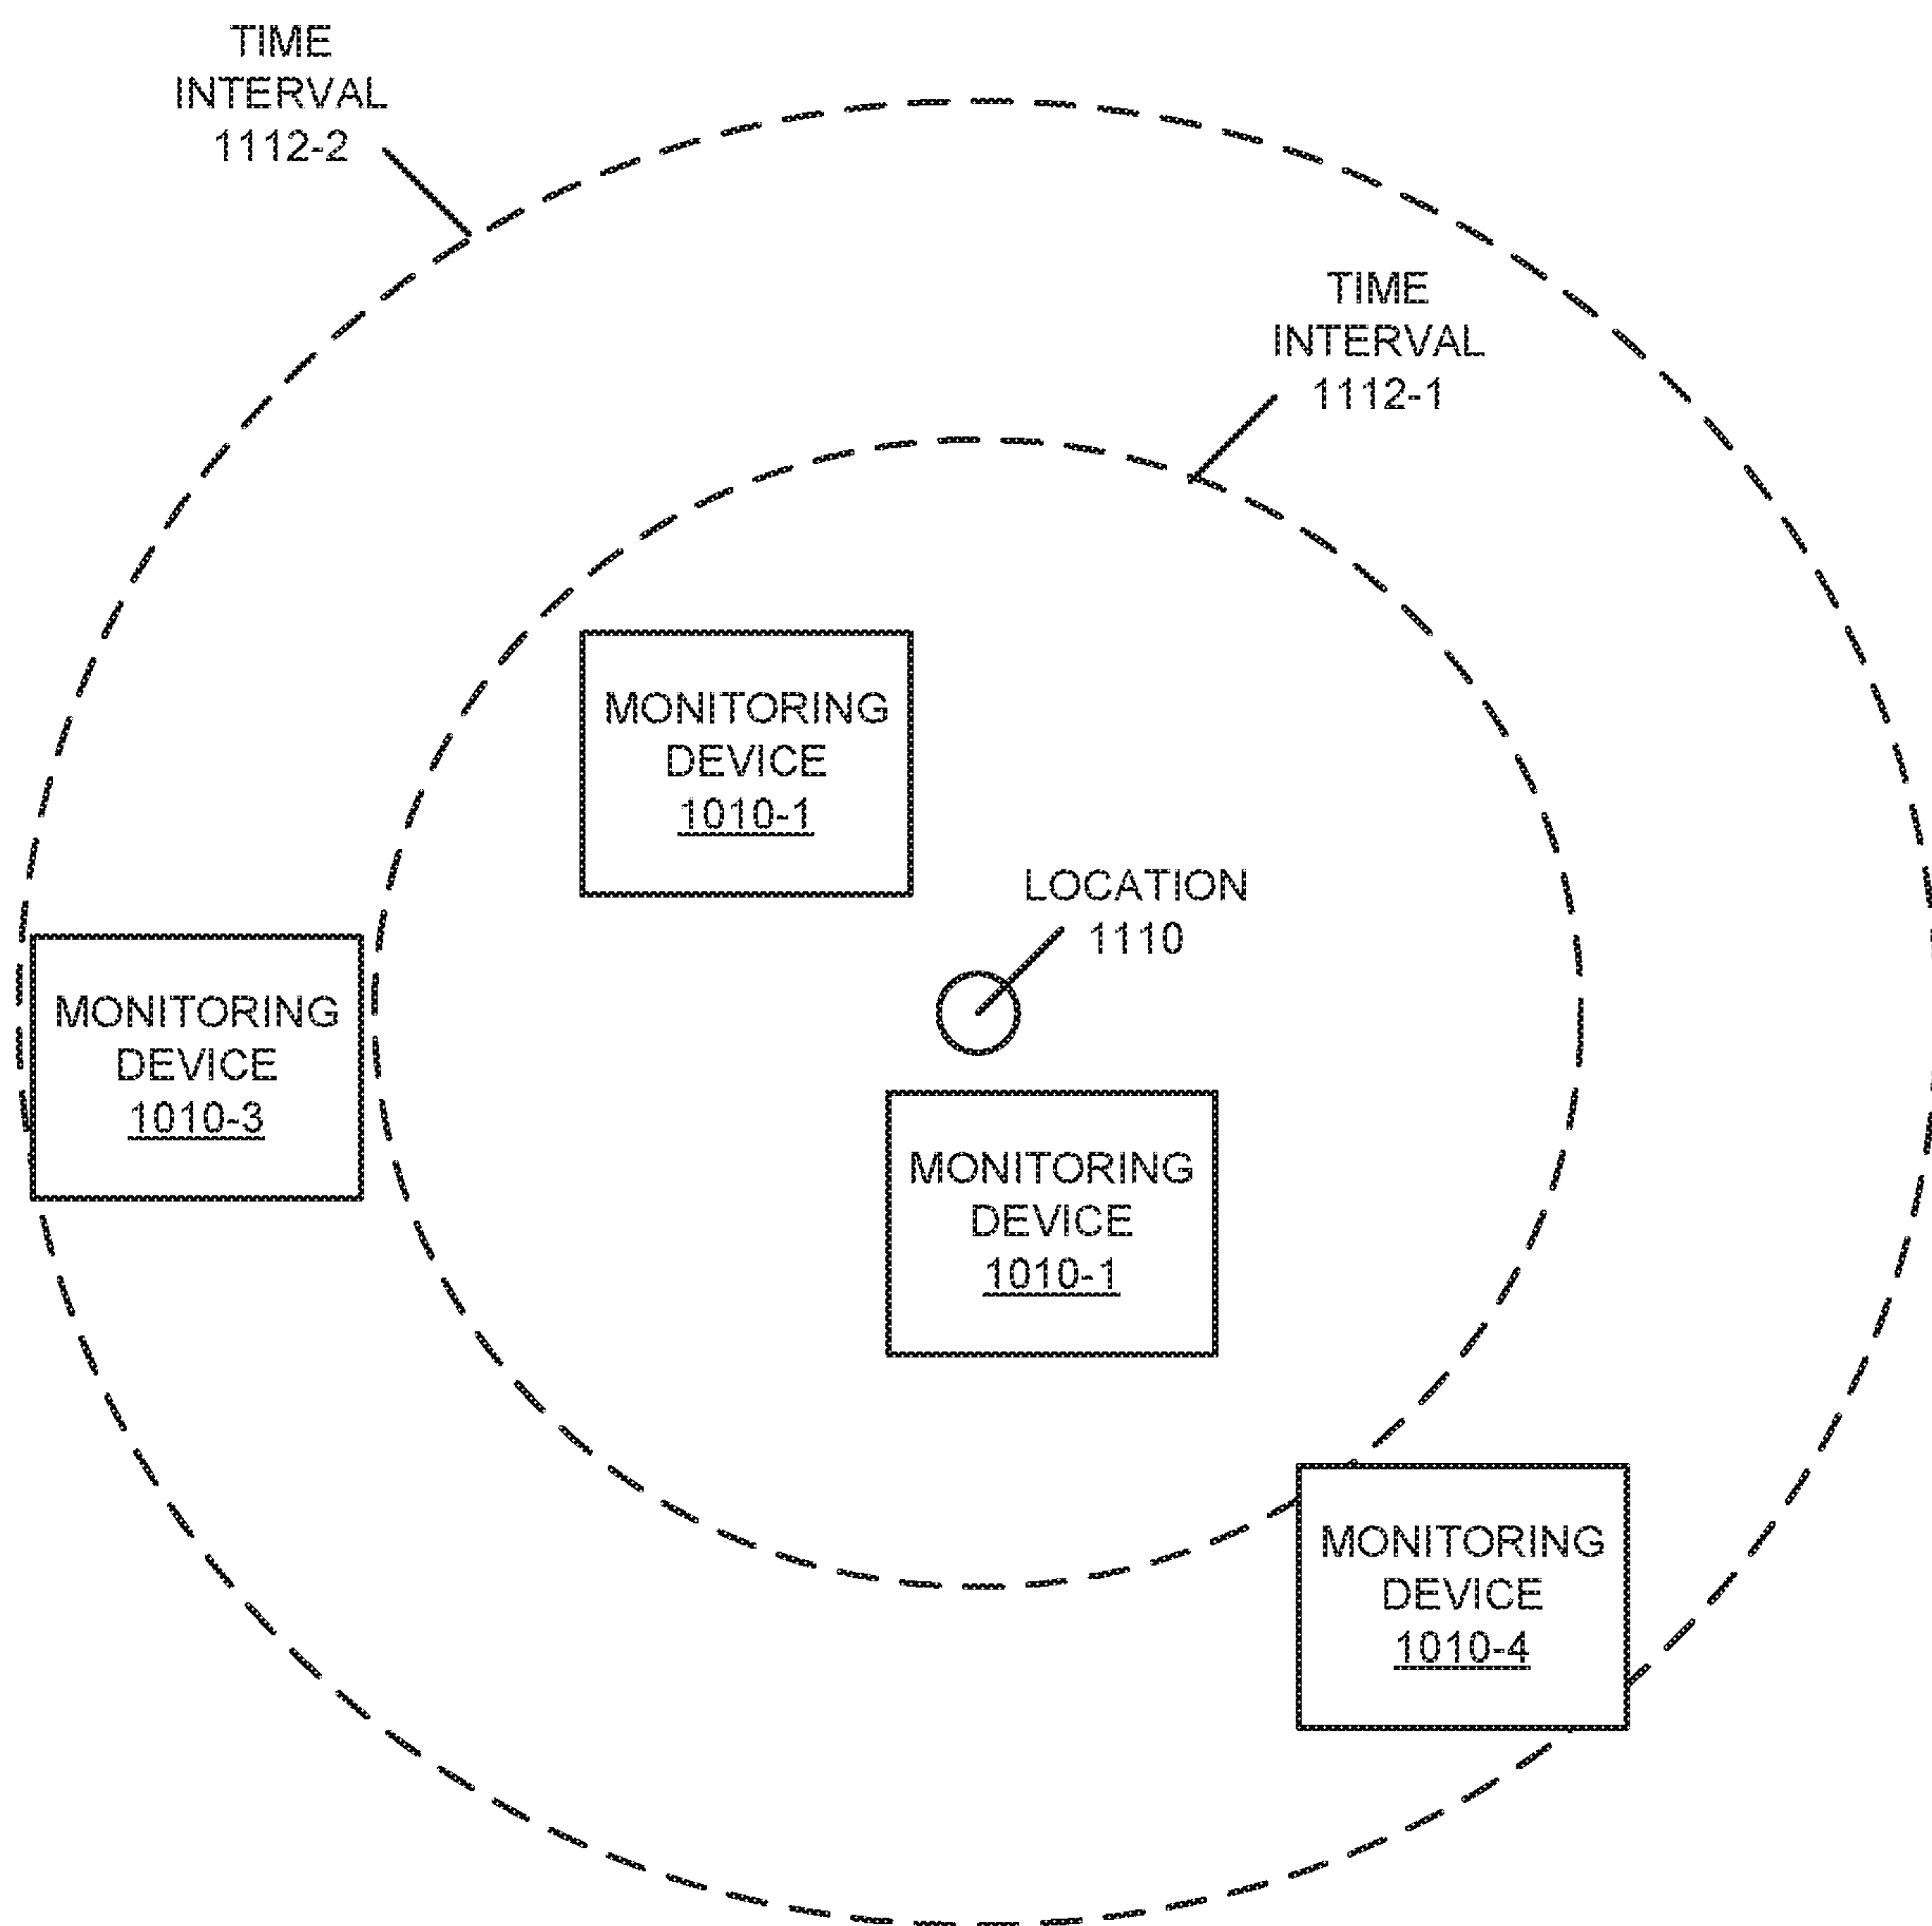 TIME
INTERVAL
1112-2
TIME
INTERVAL
1112-1
MONITORING
DEVICE
1010-1
LOCATION
1110
MONITORING
DEVICE
1010-3
MONITORING
DEVICE
1010-1
MONITORING
DEVICE
1010-4